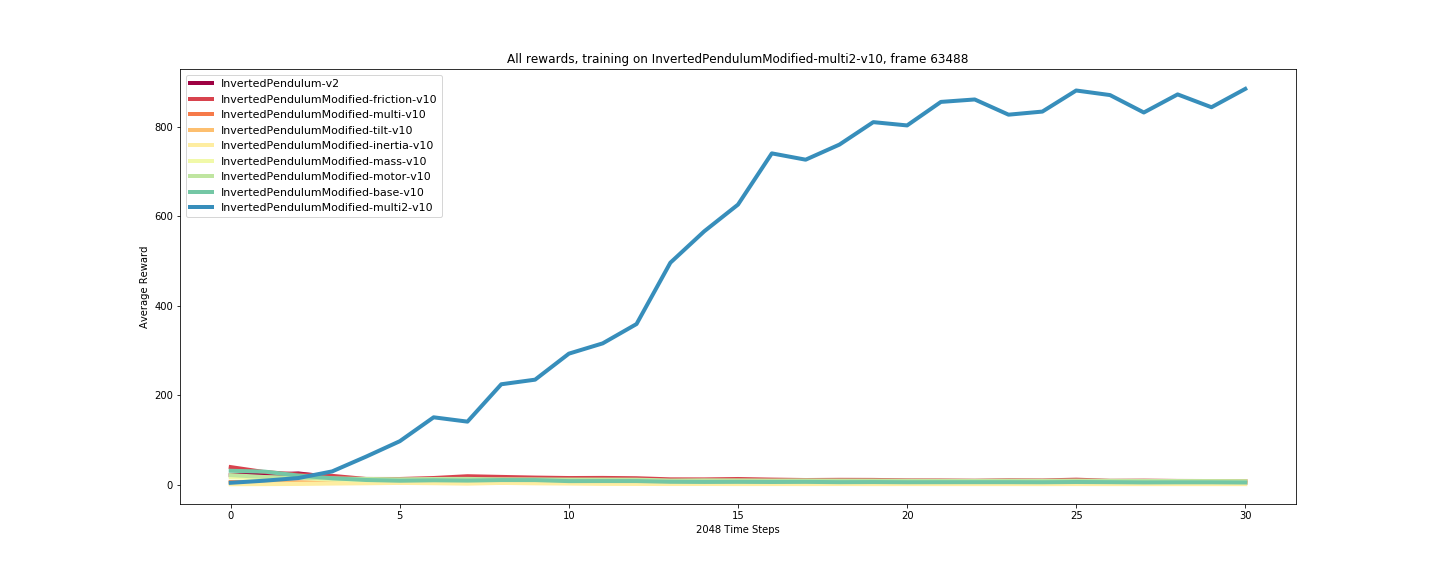 All rewards, training on InvertedPendulumModified-multi2-v10, frame 63488
InvertedPendulum-v2
InvertedPendulumModified-friction-v10
InvertedPendulumModified-multi-v10
InvertedPendulumModified-tilt-v10
InvertedPendulumModified-inertia-v10
InvertedPendulumModified-mass-v10
InvertedPendulumModified-motor-v10
InvertedPendulumModified-base-v10
InvertedPendulumModified-multi2-v10
800
600
400
200
0
Average Reward
0 5 10 15 20 25 30
2048 Time Steps